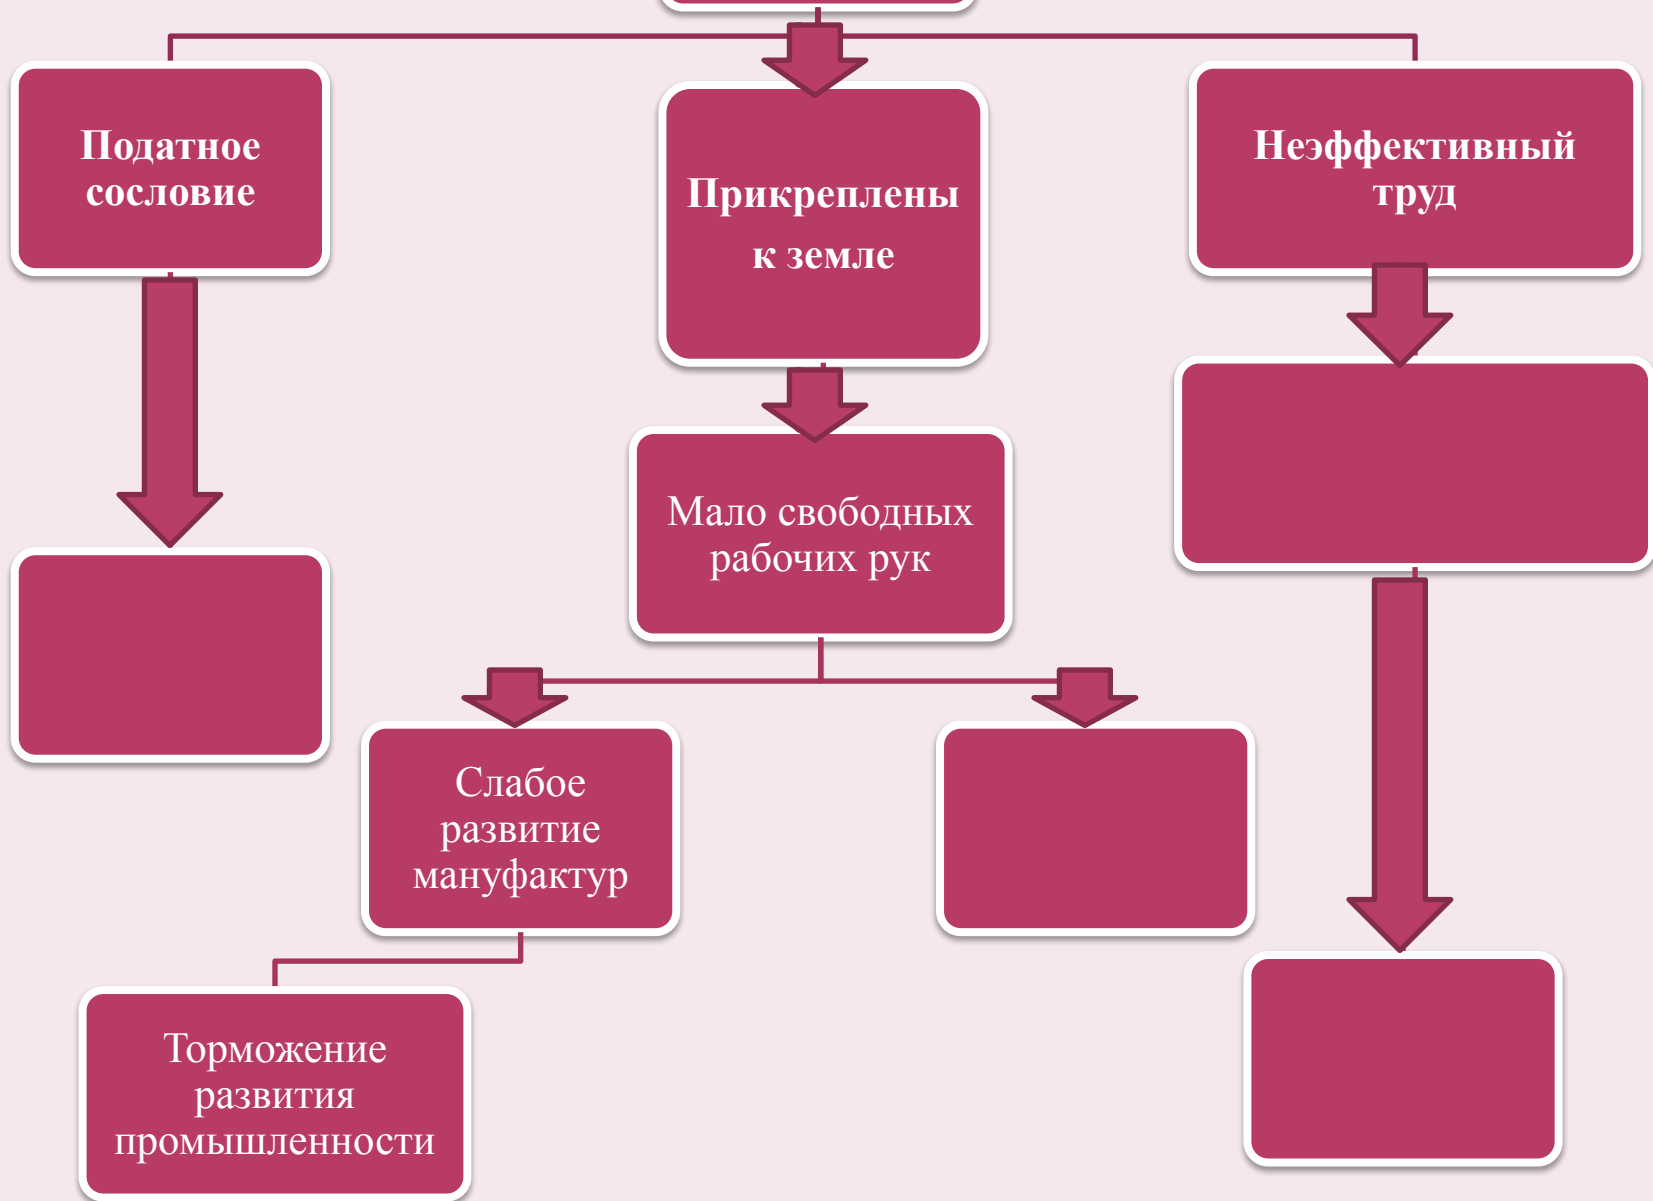 Податное
сословие
Прикреплены
к земле
Неэффективный
труд
Мало свободных
рабочих рук
Слабое
развитие
мануфактур
Торможение
развития
промышленности